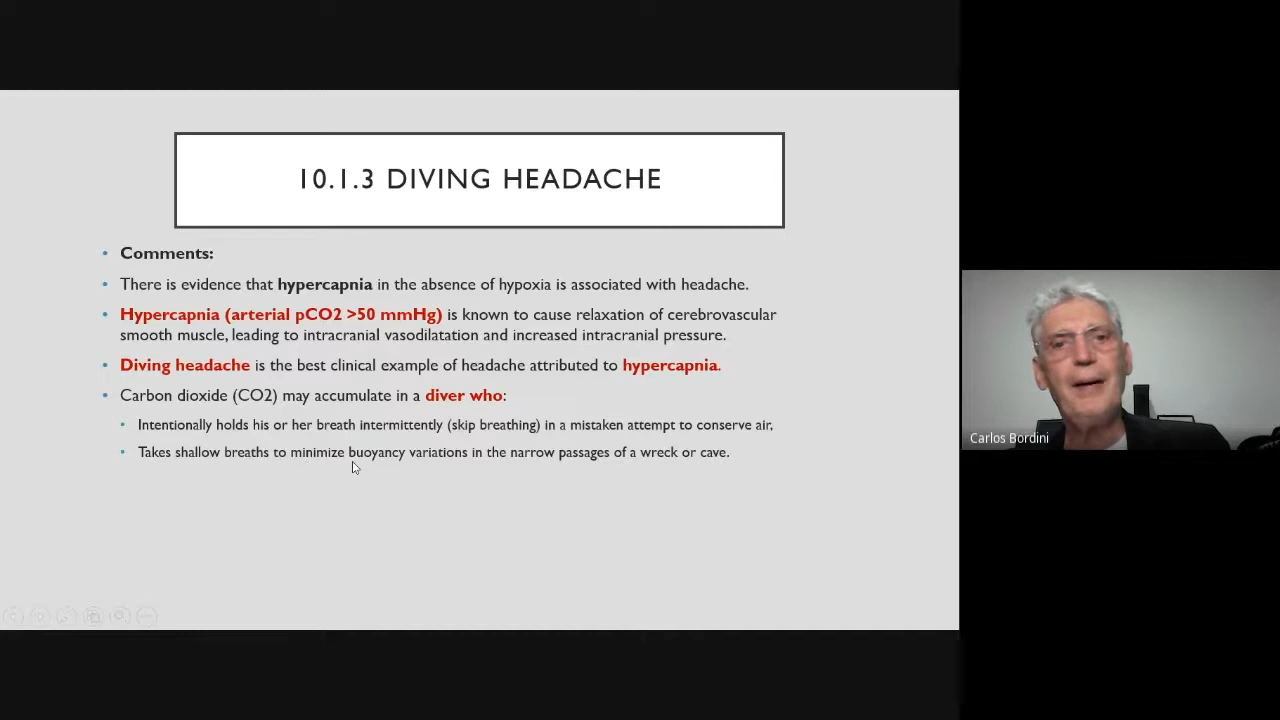 10.1.3 DIVING HEADACHE
• Comments:
• There is evidence that hypercapnia in the absence of hypoxia is associated with headache.
• Hypercapnia (arterial pCO2 >50 mmHg) is known to cause relaxation of cerebrovascular
smooth muscle, leading to intracranial vasodilatation and increased intracranial pressure.
• Diving headache is the best clinical example of headache attributed to hypercapnia.
• Carbon dioxide (CO2) may accumulate in a diver who:
• Intentionally holds his or her breath intermittently (skip breathing) in a mistaken attempt to conserve air,
• Takes shallow breaths to minimize buoyancy variations in the narrow passages of a wreck or cave.
Carlos Bordini